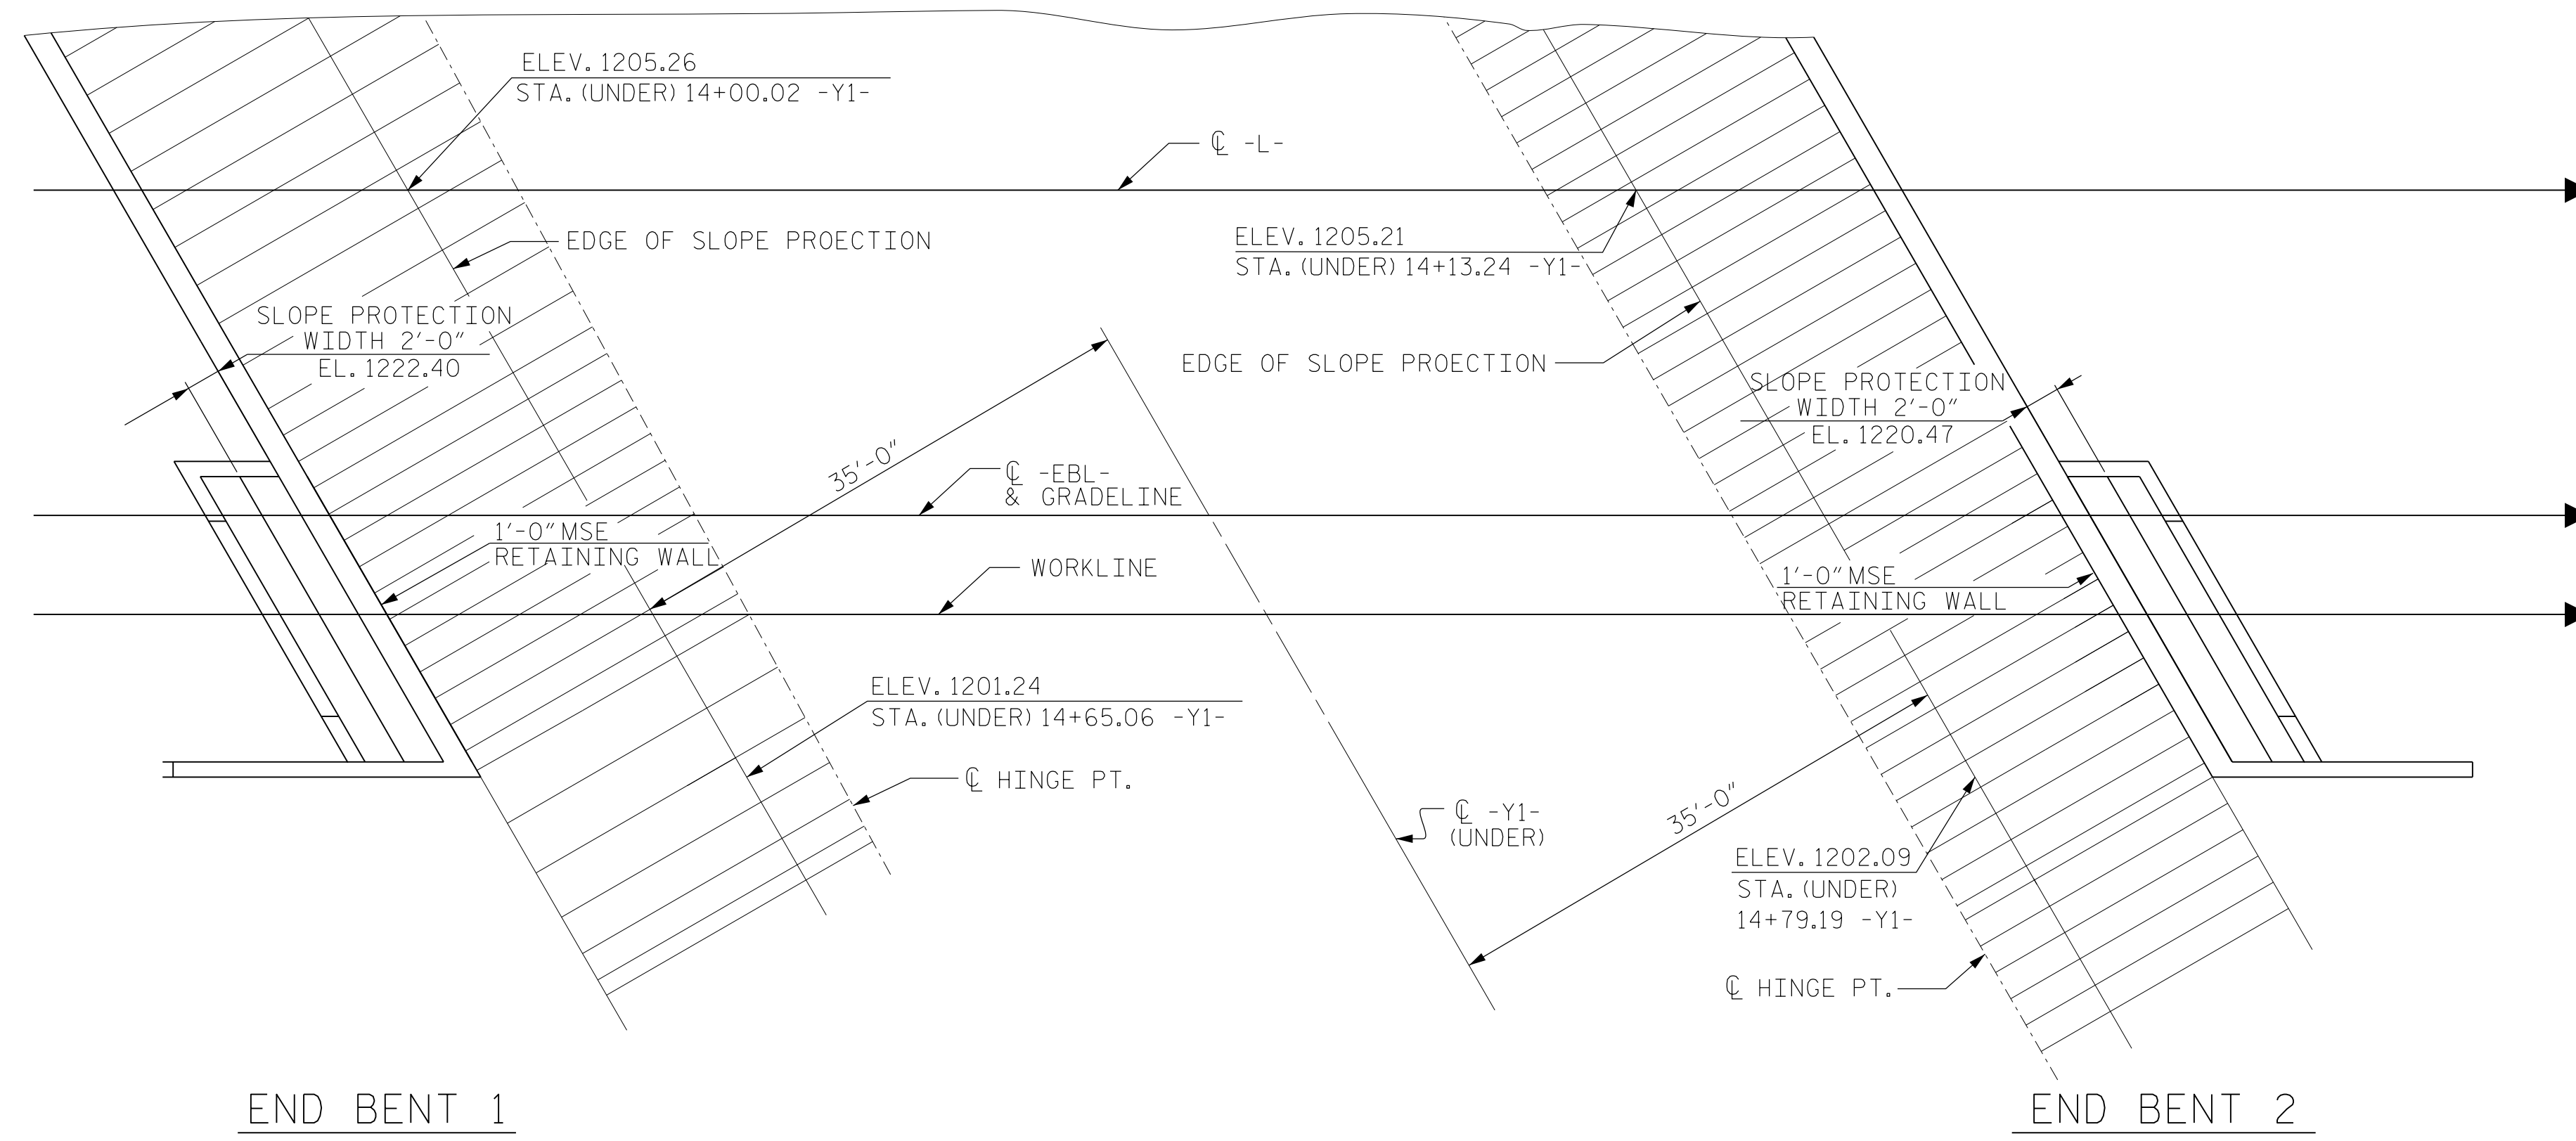 ELEV. 1205.26
STA. (UNDER) 14+00.02 -Y1-
℄ -L-
EDGE OF SLOPE PROECTION
ELEV. 1205.21
STA. (UNDER) 14+13.24 -Y1-
SLOPE PROTECTION
WIDTH 2'-0"
EL. 1222.40
EDGE OF SLOPE PROECTION
SLOPE PROTECTION
WIDTH 2'-0"
EL. 1220.47
35'-0"
℄ -EBL-
& GRADELINE
1'-0" MSE
RETAINING WALL
WORKLINE
1'-0" MSE
RETAINING WALL
ELEV. 1201.24
STA. (UNDER) 14+65.06 -Y1-
℄ HINGE PT.
℄ -Y1-
(UNDER)
35'-0"
ELEV. 1202.09
STA. (UNDER)
14+79.19 -Y1-
℄ HINGE PT.
END BENT 1
END BENT 2